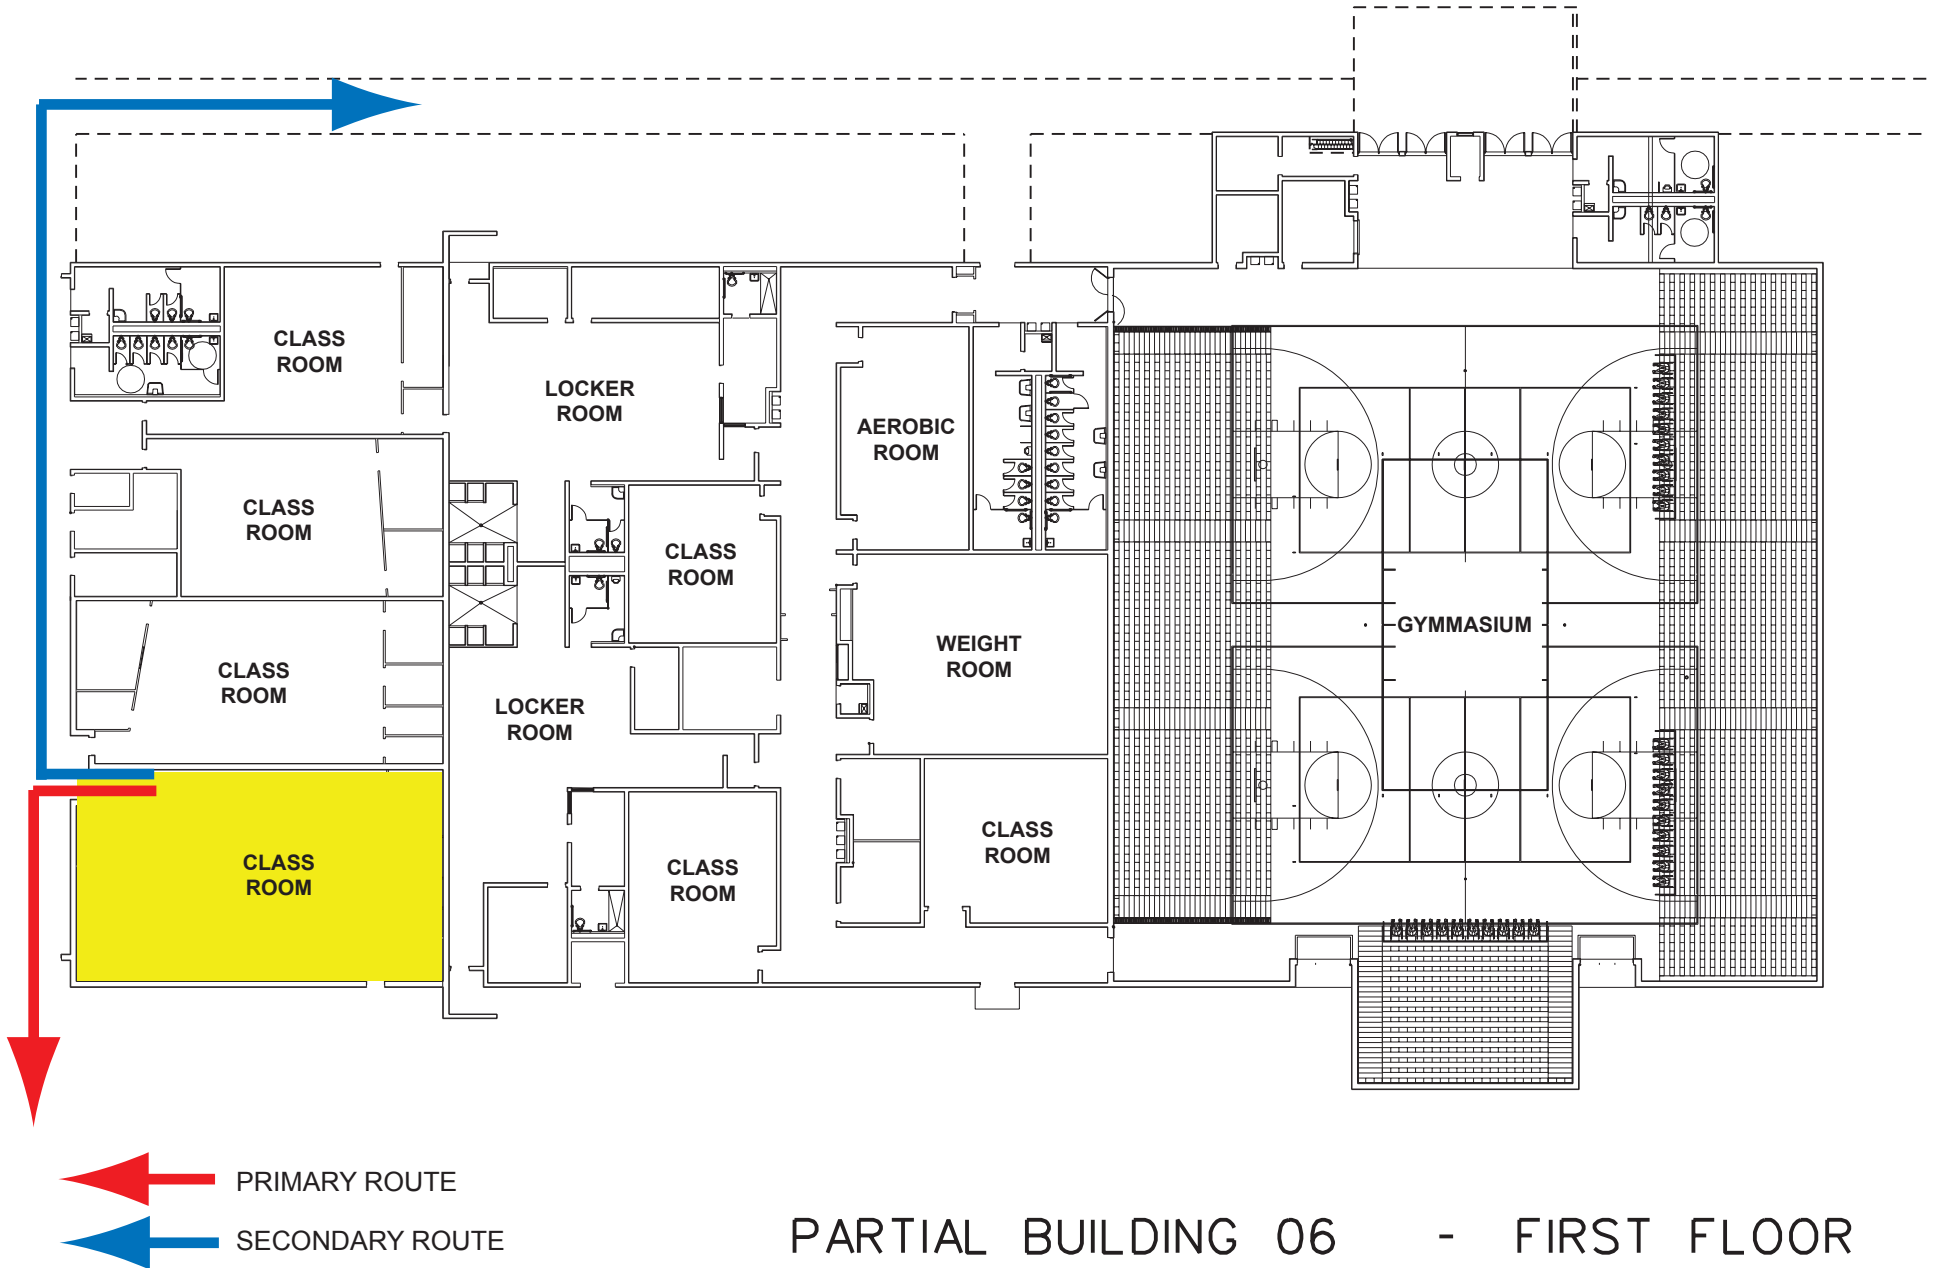 CLASS
ROOM
LOCKER
ROOM
AEROBIC
ROOM
CLASS
ROOM
CLASS
ROOM
CLASS
ROOM
WEIGHT
ROOM
GYMMASIUM
LOCKER
ROOM
CLASS
ROOM
CLASS
ROOM
CLASS
ROOM
PRIMARY ROUTE
SECONDARY ROUTE
PARTIAL BUILDING 06 - FIRST FLOOR